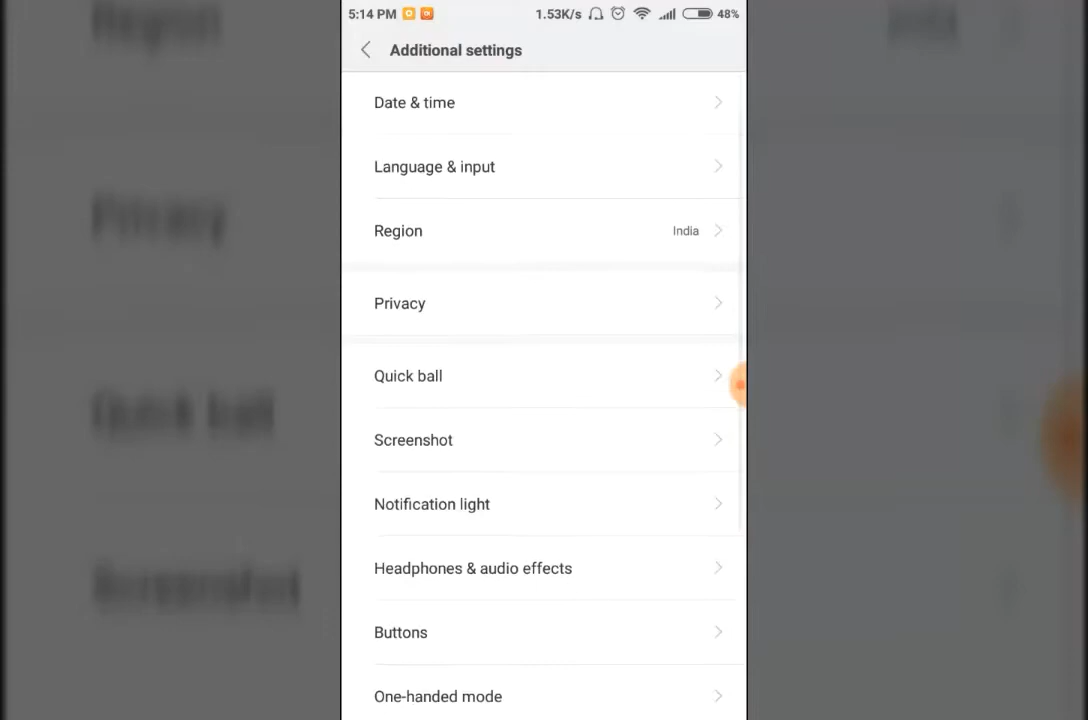 5:14 PM 1.53K/s 48%
Additional settings
Date & time
Language & input
Region India
Privacy
Quick ball
Screenshot
Notification light
Headphones & audio effects
Buttons
One-handed mode